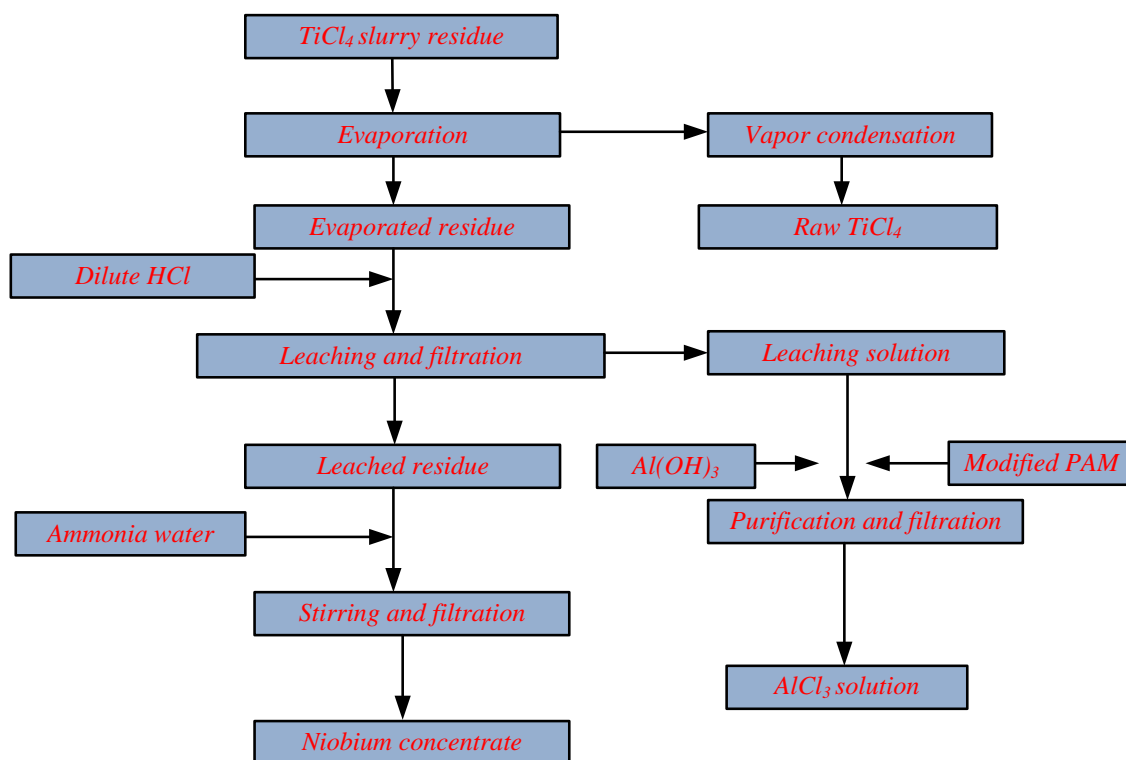 TiCl₄ slurry residue
Evaporation
Vapor condensation
Evaporated residue
Raw TiCl₄
Dilute HCl
Leaching and filtration
Leaching solution
Leached residue
Al(OH)₃
Modified PAM
Ammonia water
Purification and filtration
Stirring and filtration
AlCl₃ solution
Niobium concentrate